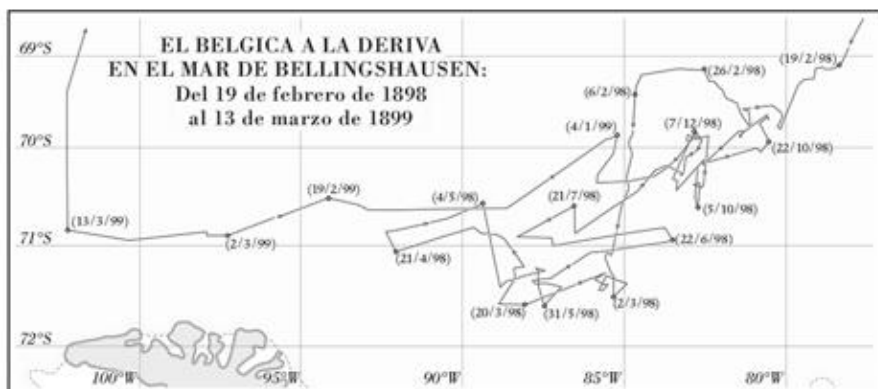 EL BELGICA A LA DERIVA
EN EL MAR DE BELLINGSHAUSEN:
Del 19 de febrero de 1898
al 13 de marzo de 1899
69°S
(19/2/98)
(26/2/98)
(6/2/98)
(4/1/99)
(7/12/98)
70°S
(22/10/98)
(19/2/99)
(4/5/98)
(21/7/98)
(5/10/98)
(13/3/99)
(2/3/99)
71°S
(21/4/98)
(22/6/98)
(20/3/98)
(31/5/98)
(2/3/98)
72°S
100°W
95°W
90°W
85°W
80°W